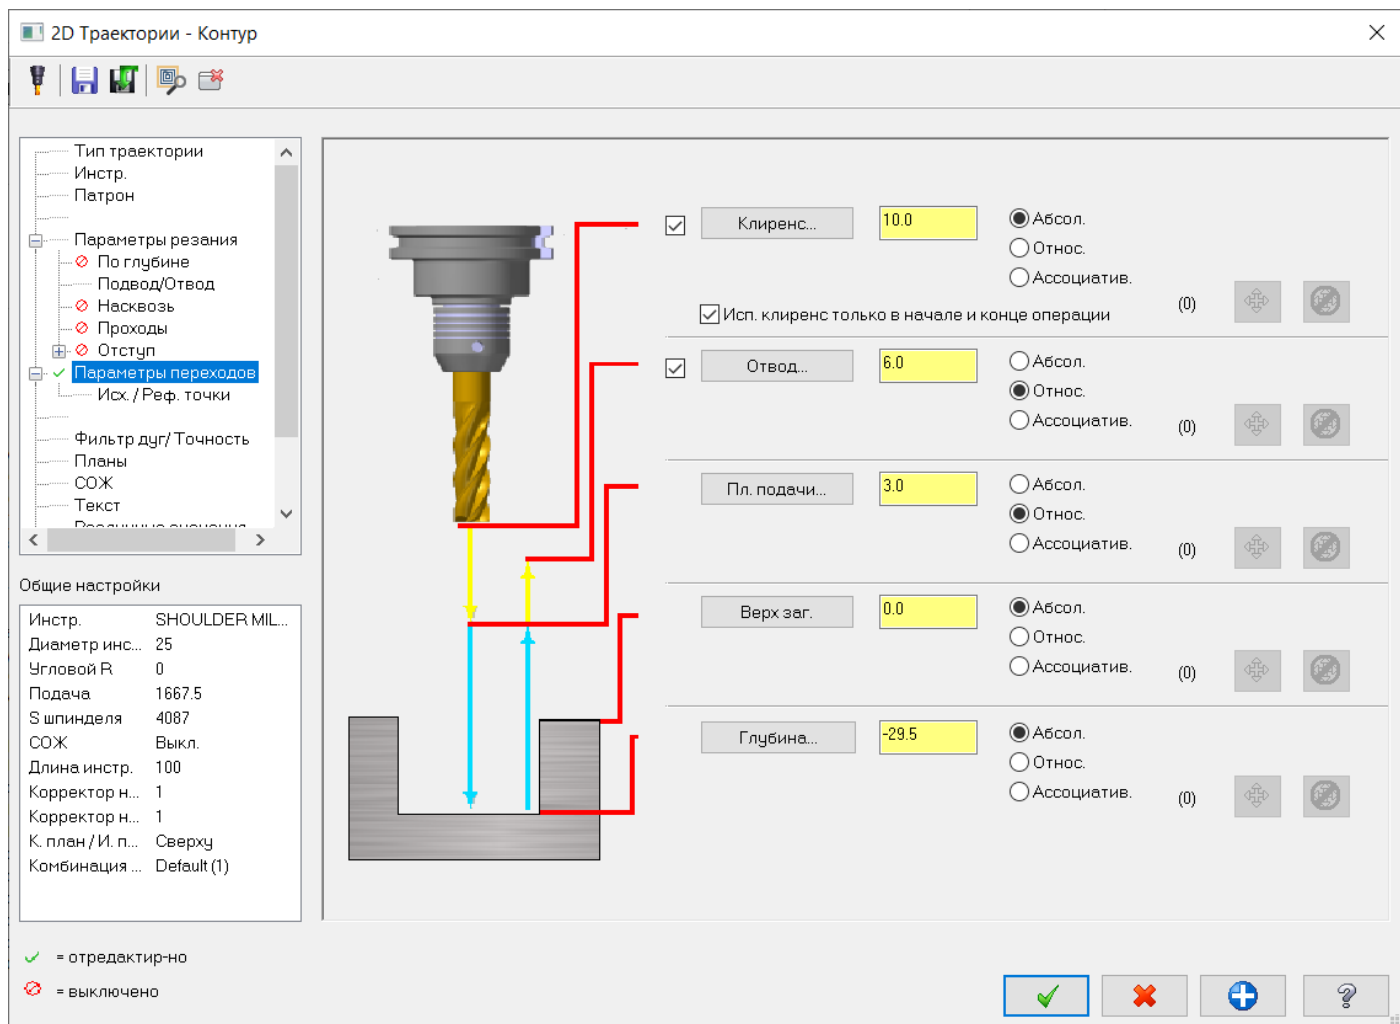 2D Траектории - Контур
Тип траектории
Инстр.
Патрон
Параметры резания
По глубине
Подвод/Отвод
Насквозь
Проходы
Отступ
Параметры переходов
Исх. / Реф. точки
Фильтр дуг/ Точность
Планы
СОЖ
Текст
Общие настройки
Инстр. SHOULDER MIL...
Диаметр инс... 25
Угловой R 0
Подача 1667.5
S шпинделя 4087
СОЖ Выкл.
Длина инстр. 100
Корректор н... 1
Корректор н... 1
К. план / И. п... Сверху
Комбинация ... Default (1)
= отредактир-но
= выключено
Клиренс... 10.0 Абсол.
Относ.
Ассоциатив.
(0)
Исп. клиренс только в начале и конце операции
Отвод... 6.0 Абсол.
Относ.
Ассоциатив.
(0)
Пл. подачи... 3.0 Абсол.
Относ.
Ассоциатив.
(0)
Верх заг. 0.0 Абсол.
Относ.
Ассоциатив.
(0)
Глубина... -29.5 Абсол.
Относ.
Ассоциатив.
(0)